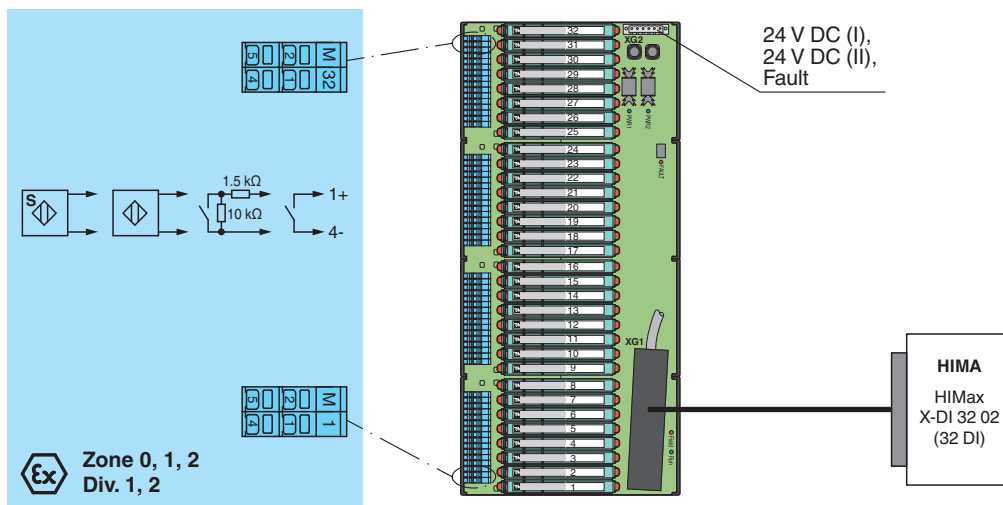 5 2 M
4 1 32
S
1.5 kΩ
10 kΩ
1+
4-
5 2 M
4 1 1
Ex
Zone 0, 1, 2
Div. 1, 2
32
31
30
29
28
27
26
25
24
23
22
21
20
19
18
17
16
15
14
13
12
11
10
9
8
7
6
5
4
3
2
1
XG2
PWR1
PWR2
FAULT
XG1
Fault
Run
24 V DC (I),
24 V DC (II),
Fault
HIMA
HIMax
X-DI 32 02
(32 DI)